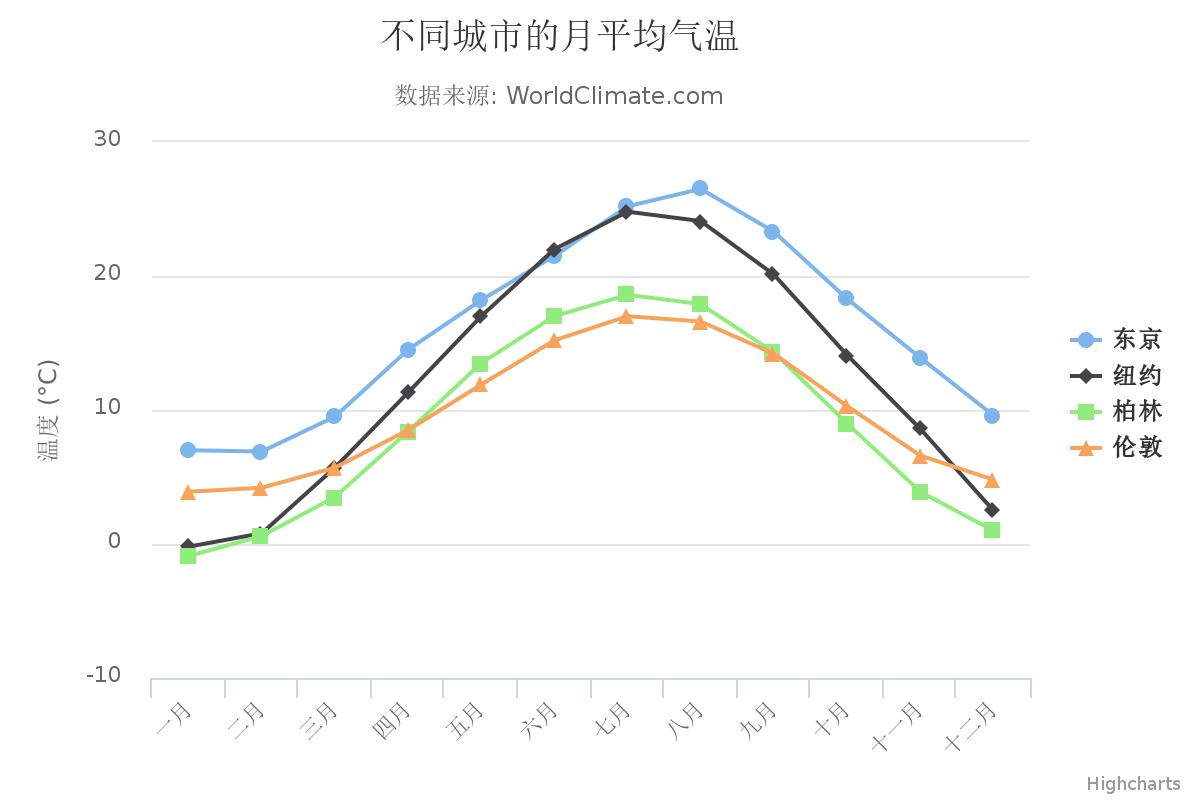 不同城市的月平均气温
数据来源: WorldClimate.com
30
20
10
0
-10
温度 (°C)
一月
二月
三月
四月
五月
六月
七月
八月
九月
十月
十一月
十二月
东京
纽约
柏林
伦敦
Highcharts